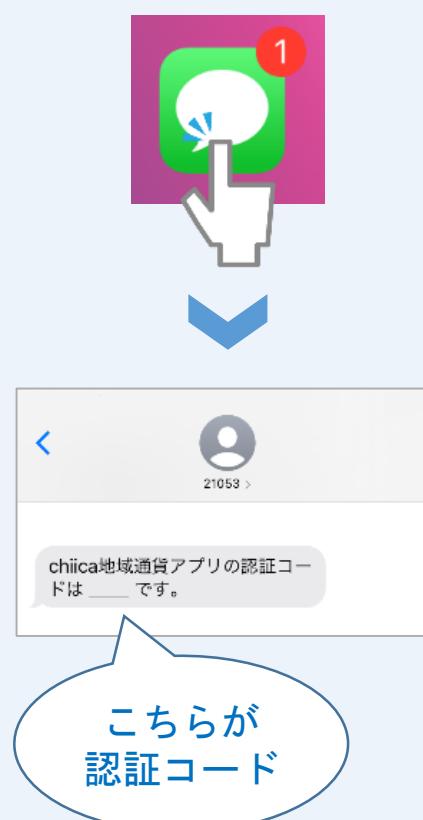 1
21053 >
chiica地域通貨アプリの認証コー
ドは ____ です。
こちらが
認証コード